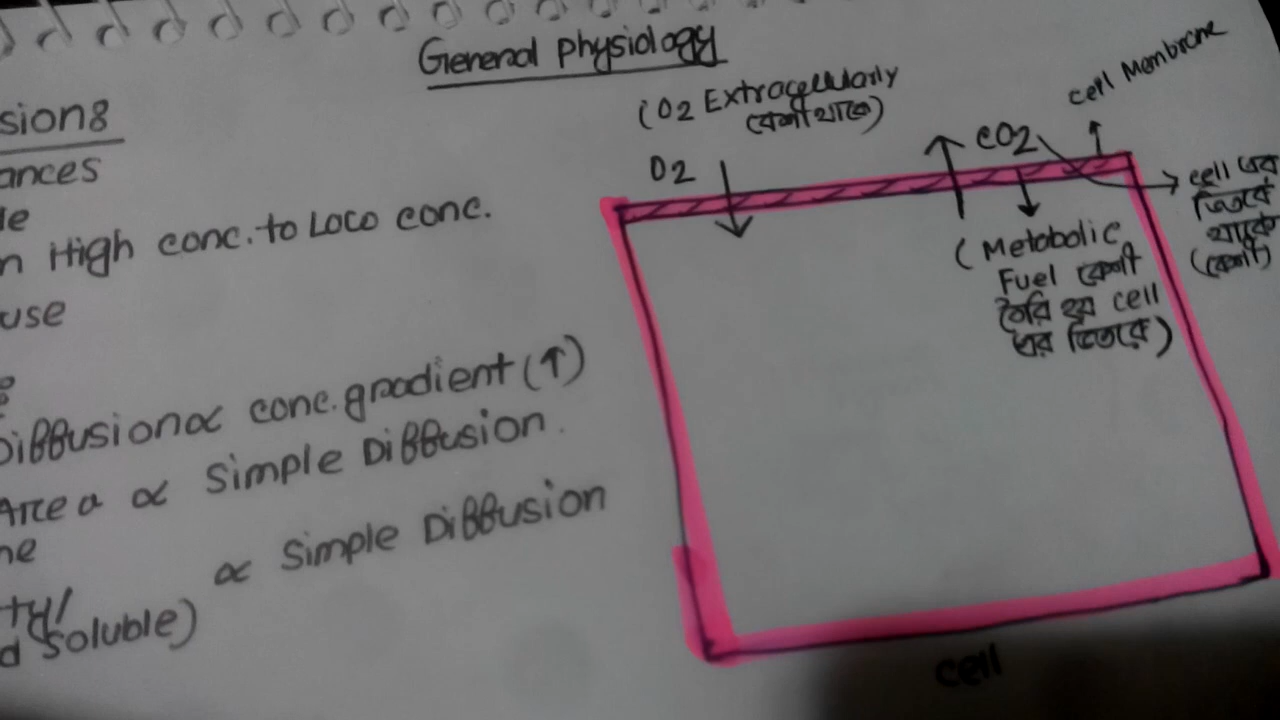 General physiology
sion8
ances
le
n High conc. to Low conc.
use
Diffusion ∝ conc. gradient (↑)
Area ∝ Simple Diffusion.
ne
∝ Simple Diffusion
ty/
d soluble)
(O2 Extracellularly
বেশী থাকে)
O2
CO2
cell Membrane
cell এর
ভিতরে
থাকে
(বেশী)
(Metabolic
Fuel বেশী
তৈরি হয় cell
এর ভিতরে)
cell